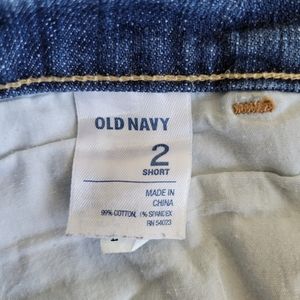 OLD NAVY
2
SHORT
MADE IN
CHINA
99% COTTON, 1% SPANDEX
RN 54023